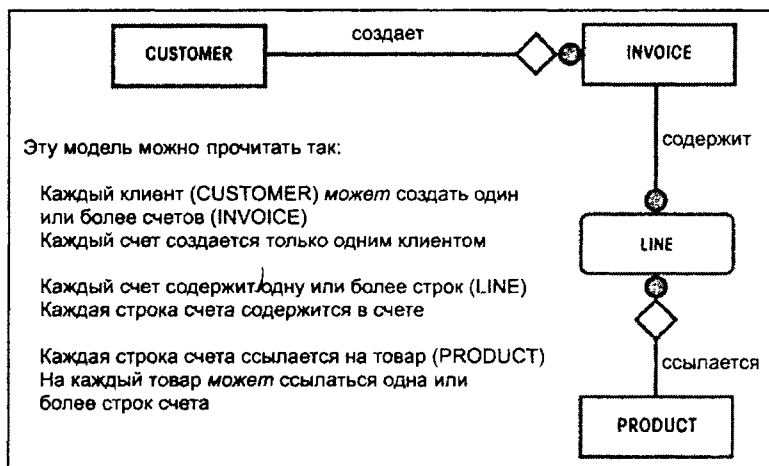 создает
CUSTOMER
INVOICE
Эту модель можно прочитать так:
содержит
Каждый клиент (CUSTOMER) может создать один
или более счетов (INVOICE)
Каждый счет создается только одним клиентом
LINE
Каждый счет содержит одну или более строк (LINE)
Каждая строка счета содержится в счете
Каждая строка счета ссылается на товар (PRODUCT)
На каждый товар может ссылаться одна или
более строк счета
ссылается
PRODUCT